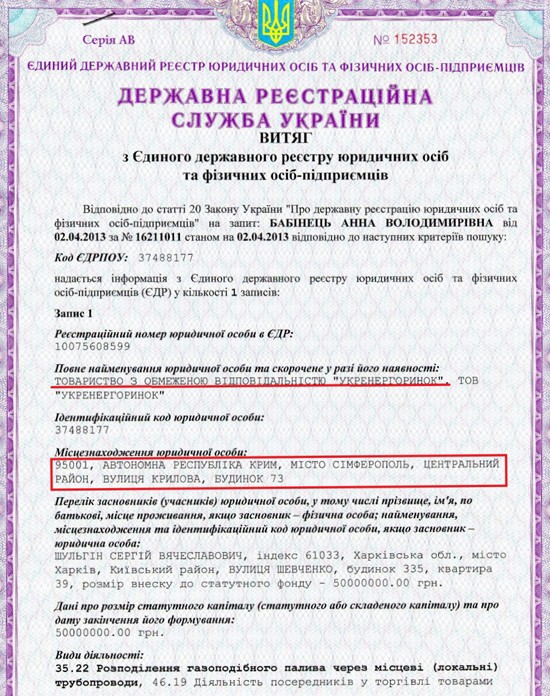 Серія АВ
№ 152353
ЄДИНИЙ ДЕРЖАВНИЙ РЕЄСТР ЮРИДИЧНИХ ОСІБ ТА ФІЗИЧНИХ ОСІБ-ПІДПРИЄМЦІВ
ДЕРЖАВНА РЕЄСТРАЦІЙНА
СЛУЖБА УКРАЇНИ
ВИТЯГ
з Єдиного державного реєстру юридичних осіб
та фізичних осіб-підприємців
Відповідно до статті 20 Закону України "Про державну реєстрацію юридичних осіб та
фізичних осіб-підприємців" на запит: БАБІНЕЦЬ АННА ВОЛОДИМИРІВНА від
02.04.2013 за № 16211011 станом на 02.04.2013 відповідно до наступних критеріїв пошуку:
Код ЄДРПОУ: 37488177
надається інформація з Єдиного державного реєстру юридичних осіб та фізичних
осіб-підприємців (ЄДР) у кількості 1 записів:
Запис 1
Реєстраційний номер юридичної особи в ЄДР:
10075608599
Повне найменування юридичної особи та скорочене у разі його наявності:
ТОВАРИСТВО З ОБМЕЖЕНОЮ ВІДПОВІДАЛЬНІСТЮ "УКРЕНЕРГОРИНОК", ТОВ
"УКРЕНЕРГОРИНОК"
Ідентифікаційний код юридичної особи:
37488177
Місцезнаходження юридичної особи:
95001, АВТОНОМНА РЕСПУБЛІКА КРИМ, МІСТО СІМФЕРОПОЛЬ, ЦЕНТРАЛЬНИЙ
РАЙОН, ВУЛИЦЯ КРИЛОВА, БУДИНОК 73
Перелік засновників (учасників) юридичної особи, у тому числі прізвище, ім'я, по
батькові, місце проживання, якщо засновник – фізична особа; найменування,
місцезнаходження та ідентифікаційний код юридичної особи, якщо засновник –
юридична особа:
ШУЛЬГІН СЕРГІЙ ВЯЧЕСЛАВОВИЧ, індекс 61033, Харківська обл., місто
Харків, Київський район, ВУЛИЦЯ ШЕВЧЕНКО, будинок 335, квартира
39, розмір внеску до статутного фонду - 50000000.00 грн.
Дані про розмір статутного капіталу (статутного або складеного капіталу) та про
дату закінчення його формування:
50000000.00 грн.
Види діяльності:
35.22 Розподілення газоподібного палива через місцеві (локальні)
трубопроводи, 46.19 Діяльність посередників у торгівлі товарами